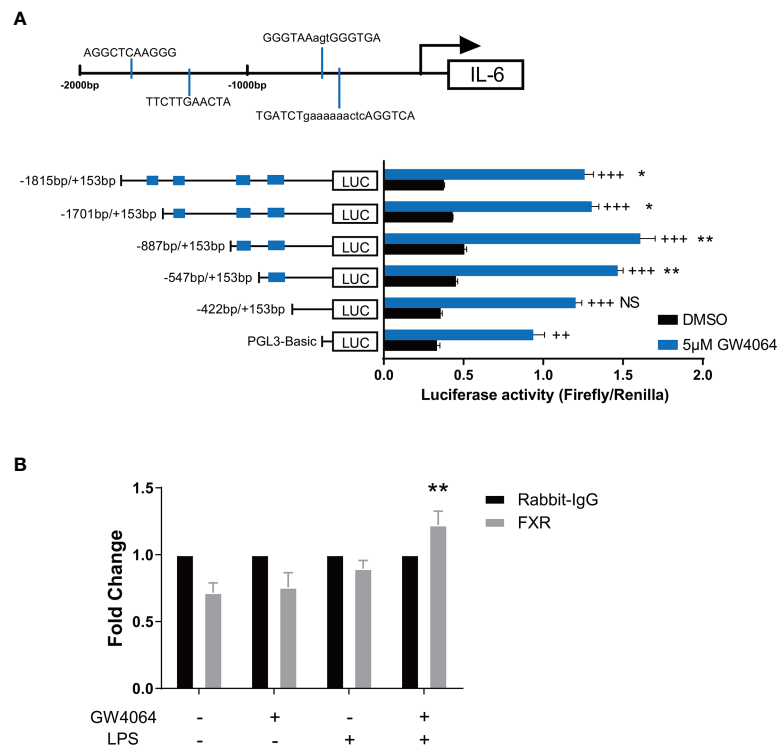 A
GGGTAAagtGGGTGA
AGGCTCAAGGG
IL-6
-2000bp
-1000bp
TTCTTGAACTA
TGATCTgaaaaaactcAGGTCA
-1815bp/+153bp LUC +++ *
-1701bp/+153bp LUC +++ *
-887bp/+153bp LUC +++ **
-547bp/+153bp LUC +++ **
-422bp/+153bp LUC +++ NS
PGL3-Basic LUC ++
DMSO
5μM GW4064
0.0 0.5 1.0 1.5 2.0
Luciferase activity (Firefly/Renilla)
B
Fold Change
1.5
1.0
0.5
0.0
**
Rabbit-IgG
FXR
GW4064 - + - +
LPS - - + +